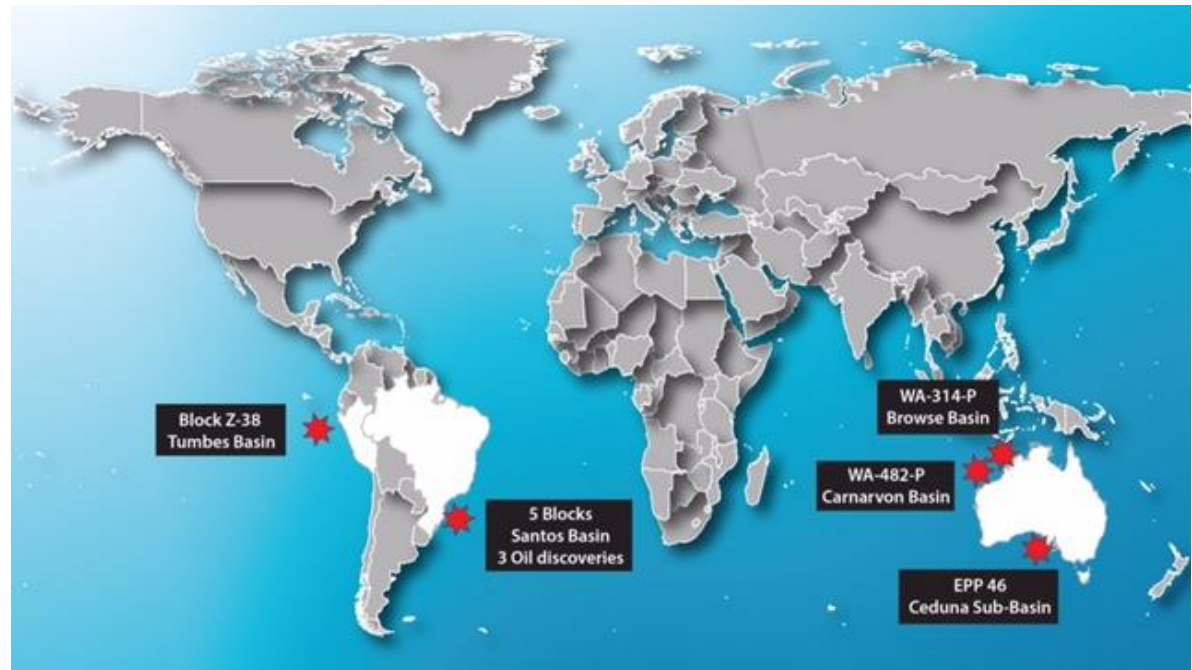 WA-314-P
Browse Basin
Block Z-38
Tumbes Basin
WA-482-P
Carnarvon Basin
5 Blocks
Santos Basin
3 Oil discoveries
EPP 46
Ceduna Sub-Basin